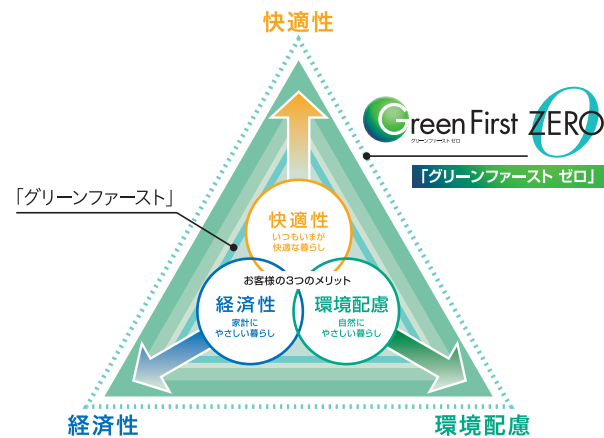 快適性
Green First ZERO
グリーンファースト ゼロ
「グリーンファースト ゼロ」
「グリーンファースト」
快適性
いつもいまが
快適な暮らし
お客様の3つのメリット
経済性
家計に
やさしい暮らし
環境配慮
自然に
やさしい暮らし
経済性
環境配慮